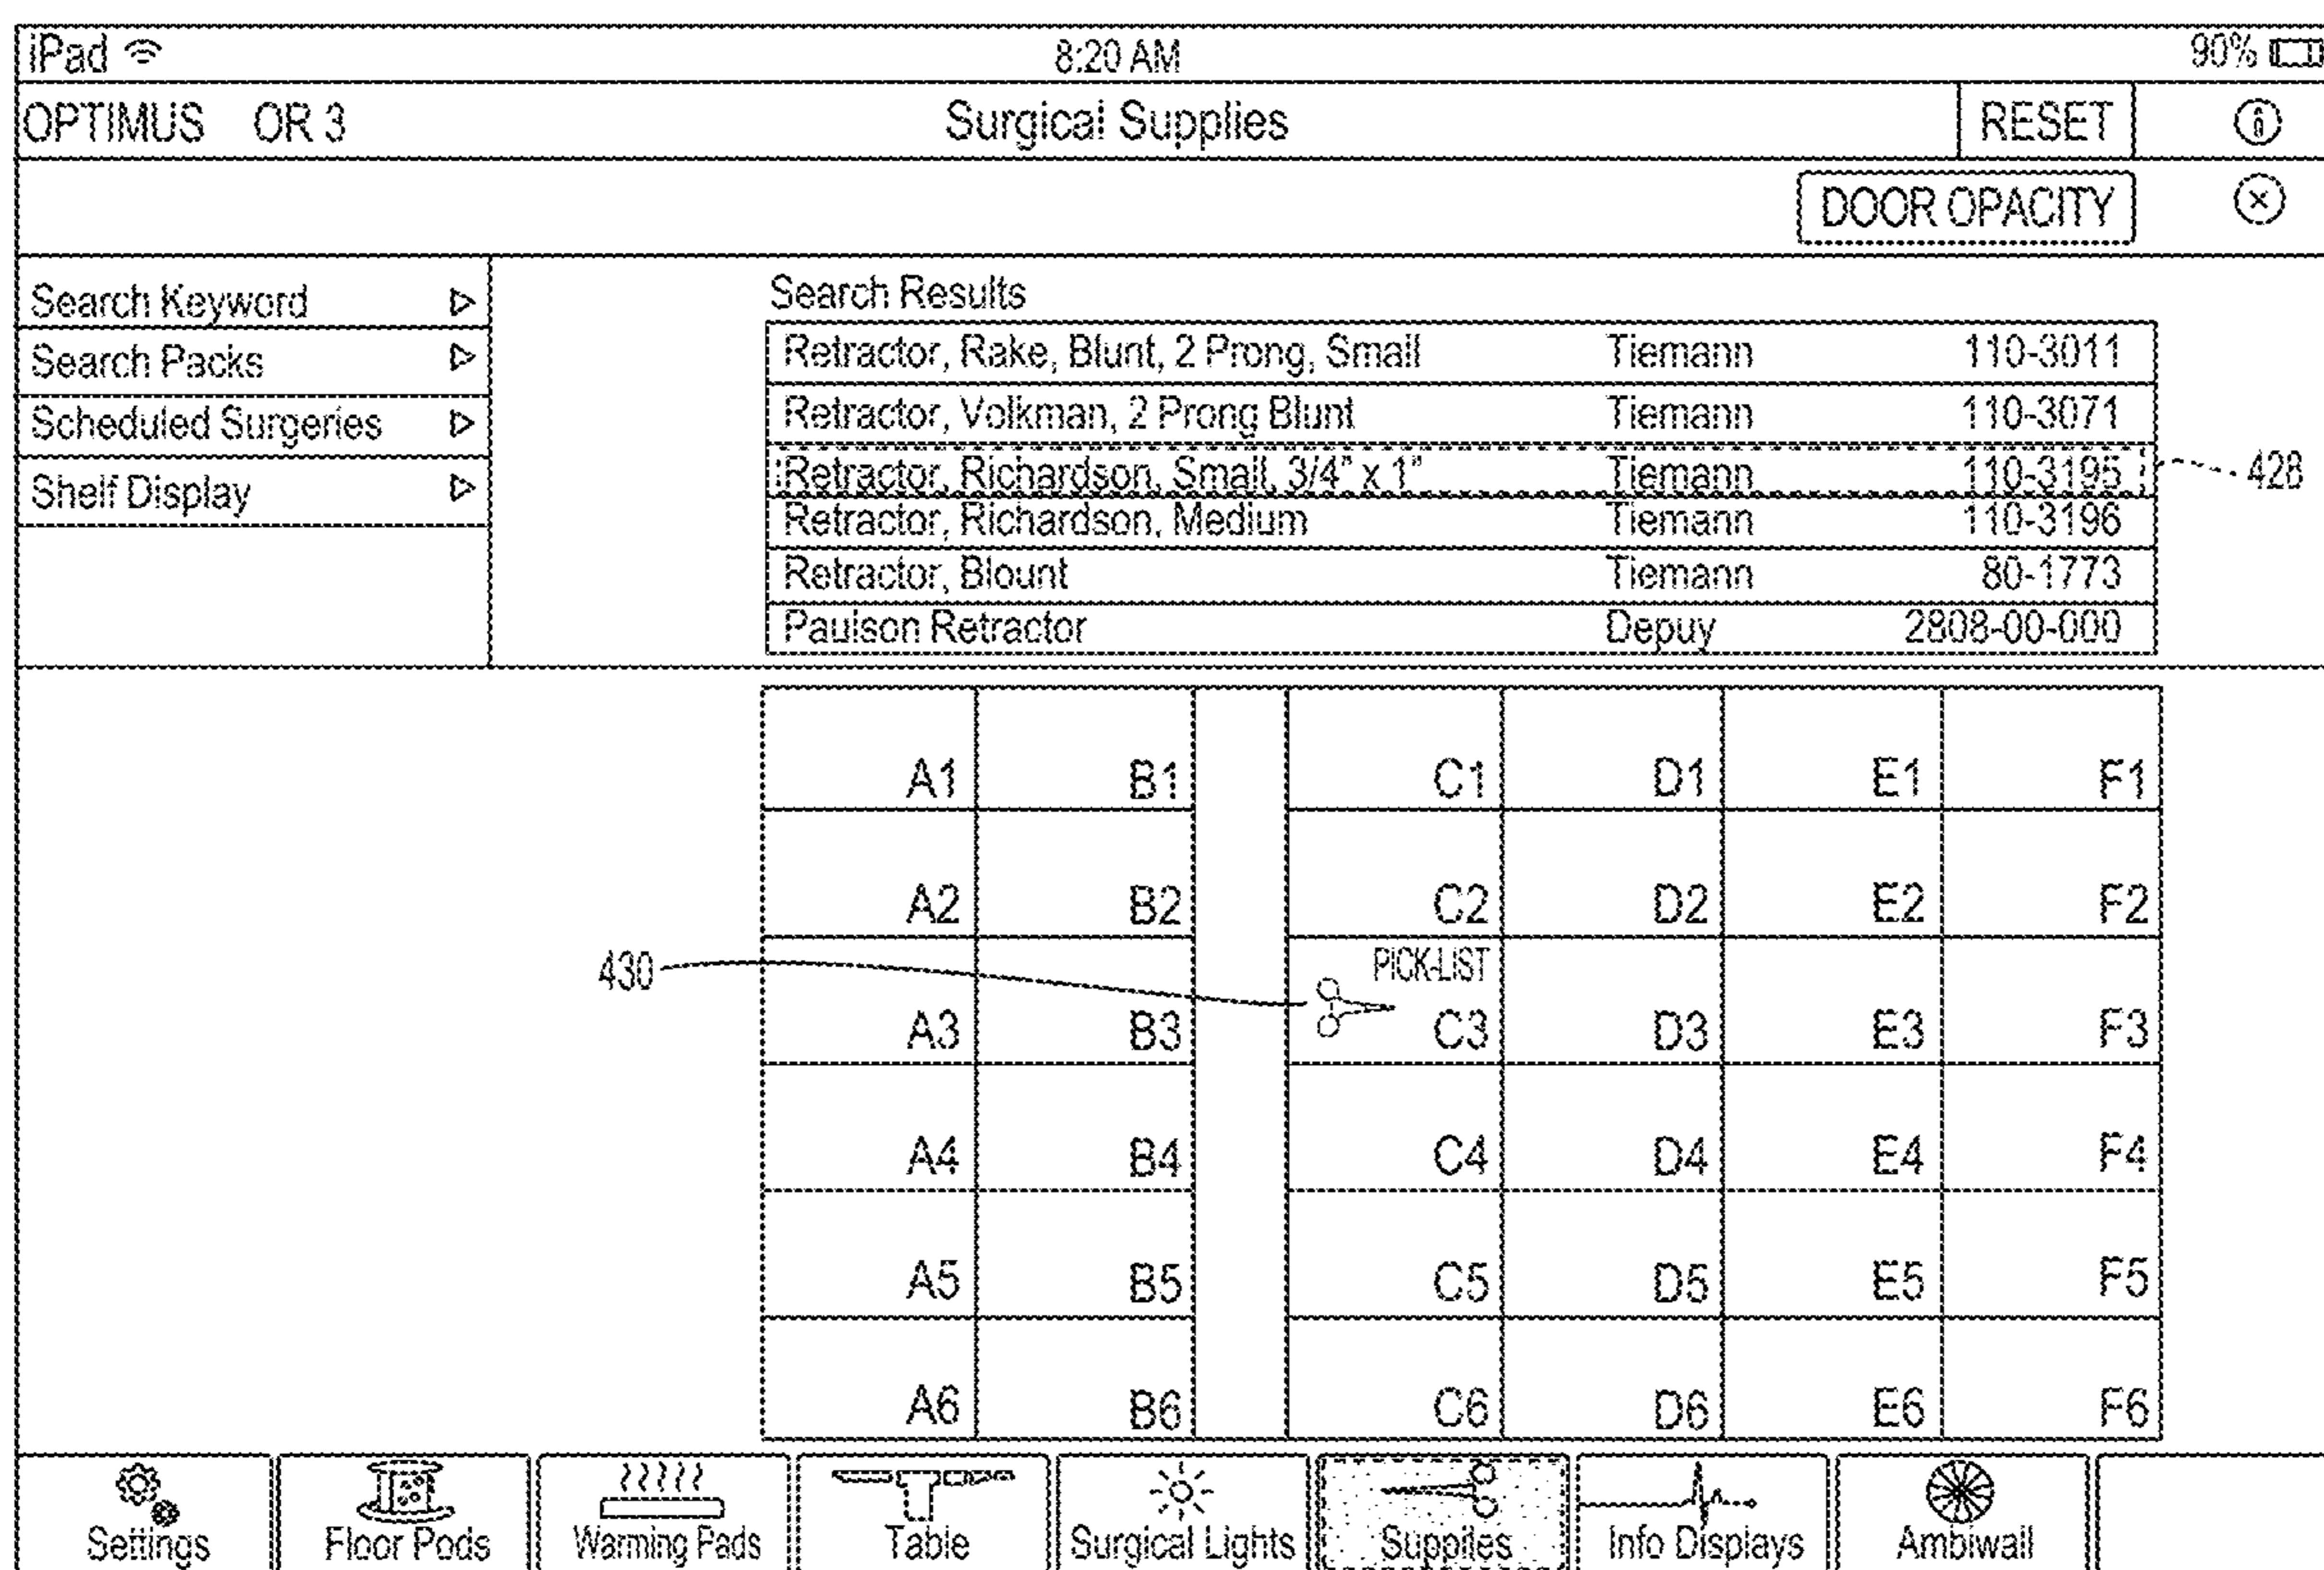 iPad 8:20 AM 90%
OPTIMUS OR 3 Surgical Supplies RESET
DOOR OPACITY
Search Keyword
Search Packs
Scheduled Surgeries
Shelf Display
Search Results
Retractor, Rake, Blunt, 2 Prong, Small Tiemann 110-3011
Retractor, Volkman, 2 Prong Blunt Tiemann 110-3071
Retractor, Richardson, Small, 3/4" x 1" Tiemann 110-3195
428
Retractor, Richardson, Medium Tiemann 110-3196
Retractor, Blount Tiemann 80-1773
Paulson Retractor Depuy 2808-00-000
A1 B1 C1 D1 E1 F1
A2 B2 C2 D2 E2 F2
430 PICK-LIST
A3 B3 C3 D3 E3 F3
A4 B4 C4 D4 E4 F4
A5 B5 C5 D5 E5 F5
A6 B6 C6 D6 E6 F6
Settings Floor Pods Warming Pads Table Surgical Lights Supplies Info Displays Ambiwall